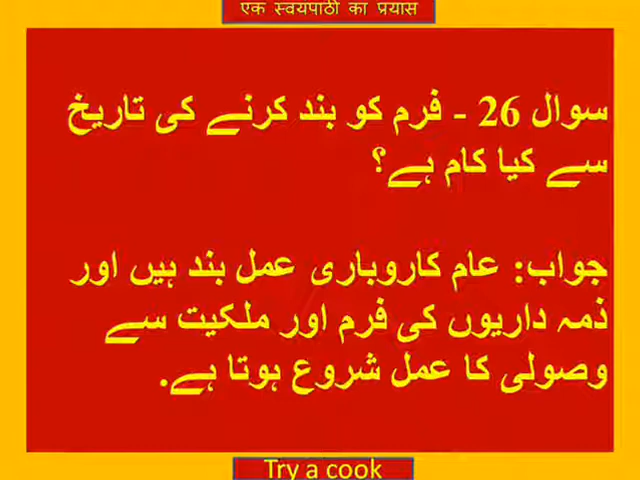 एक स्वयंपाठी का प्रयास
سوال 26 - فرم کو بند کرنے کی تاریخ
سے کیا کام ہے؟
جواب: عام کاروباری عمل بند ہیں اور
ذمہ داریوں کی فرم اور ملکیت سے
وصولی کا عمل شروع ہوتا ہے.
Try a cook